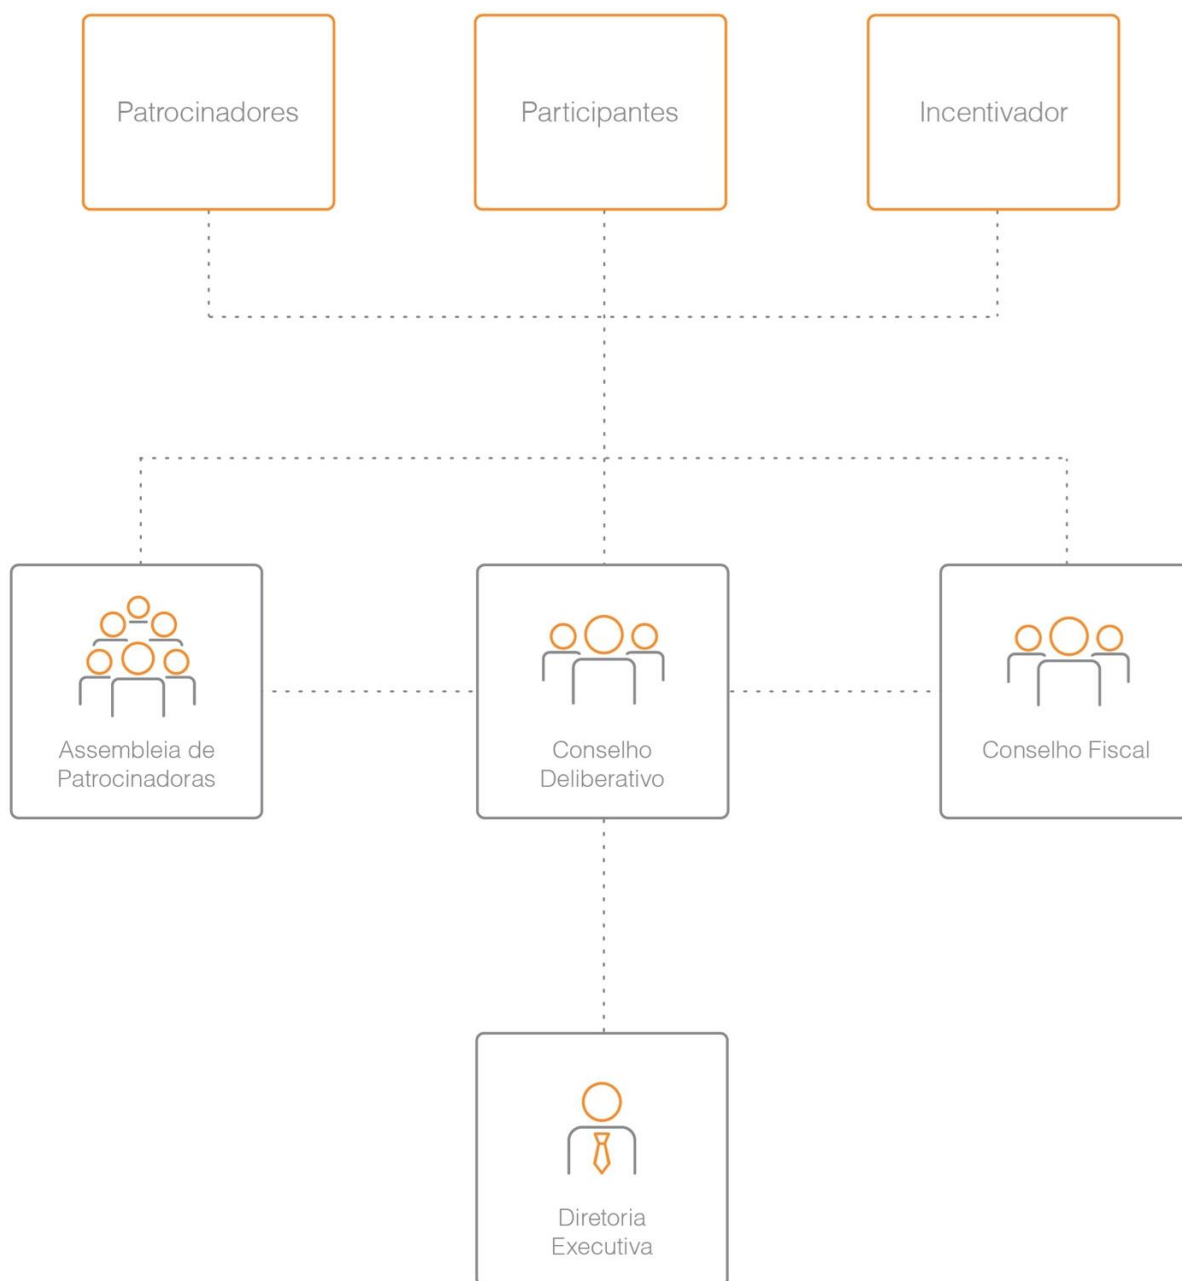 Patrocinadores
Participantes
Incentivador
Assembleia de
Patrocinadoras
Conselho
Deliberativo
Conselho Fiscal
Diretoria
Executiva